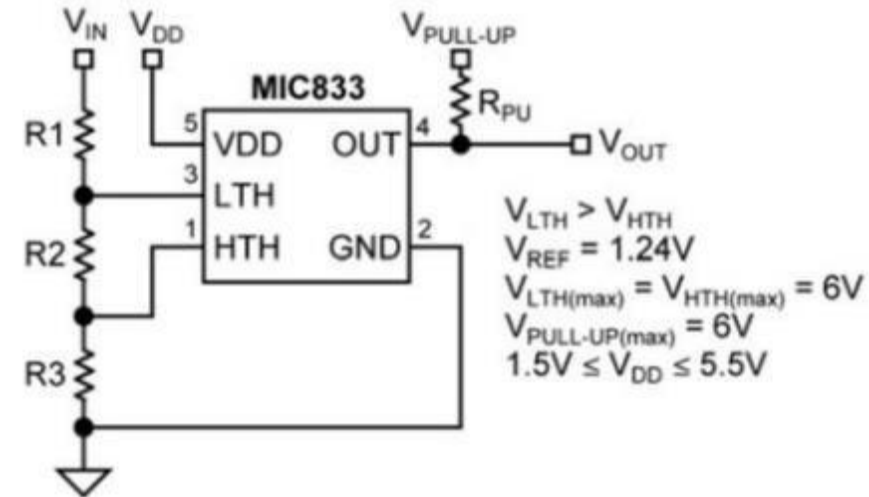 VIN VDD VPULL-UP
MIC833
RPU
R1
5 VDD OUT 4
VOUT
3 LTH
R2
1 HTH GND 2
R3
VLTH > VHTH
VREF = 1.24V
VLTH(max) = VHTH(max) = 6V
VPULL-UP(max) = 6V
1.5V ≤ VDD ≤ 5.5V